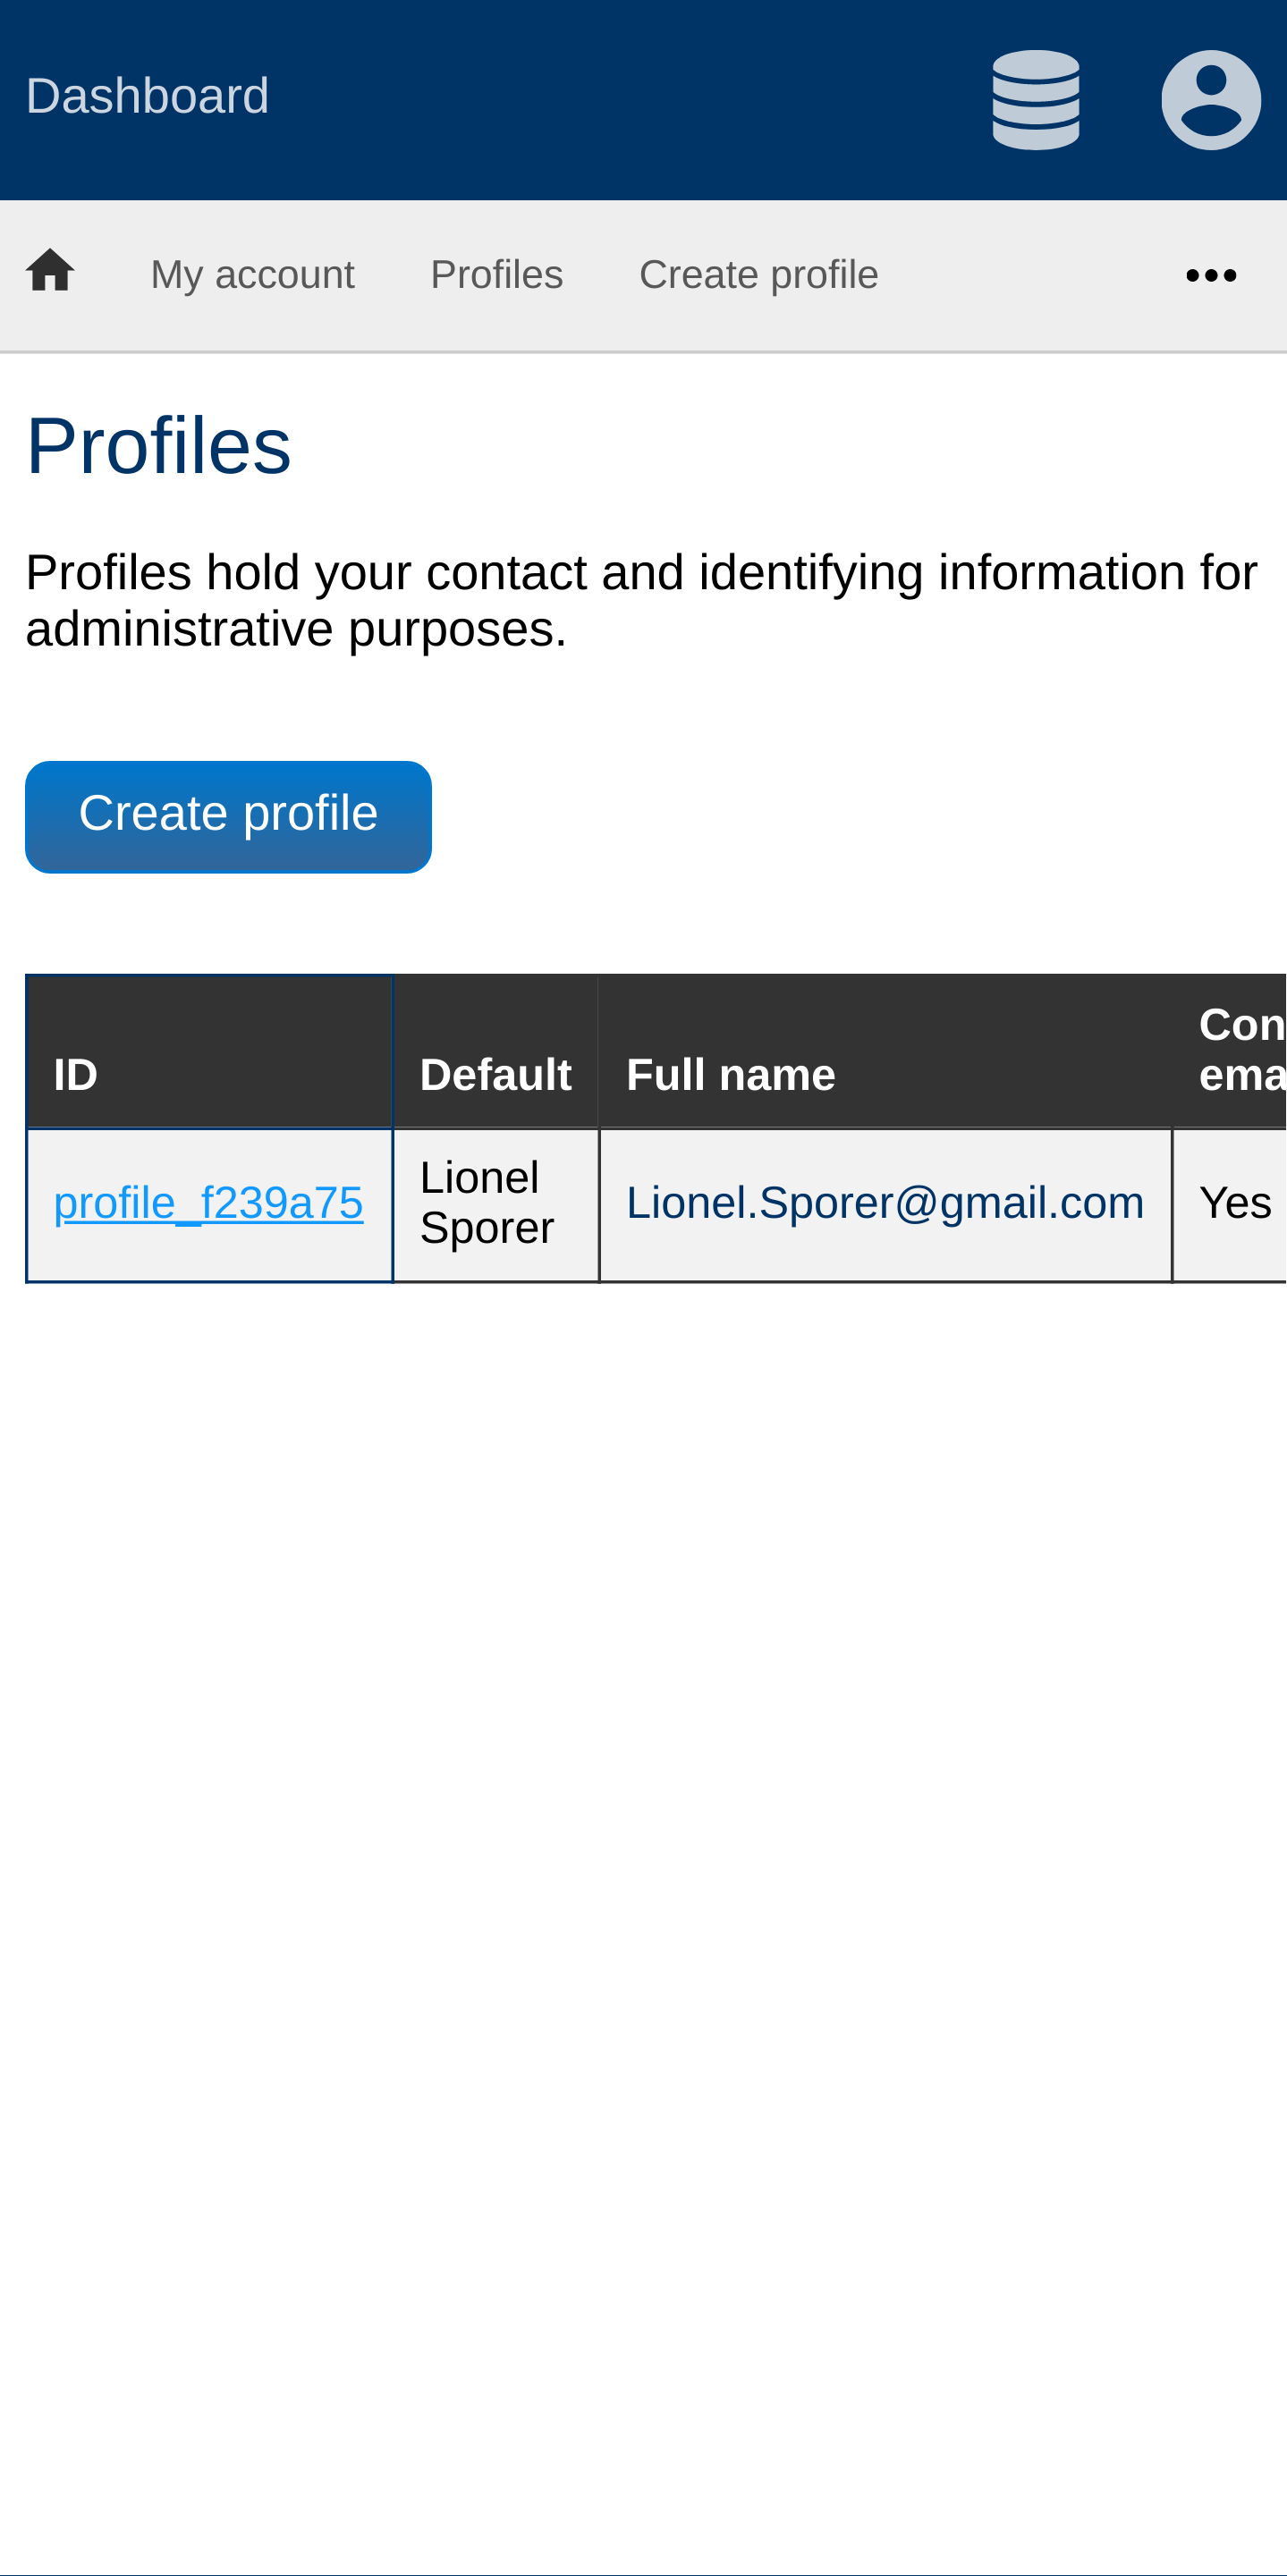 Dashboard
My account Profiles Create profile
Profiles
Profiles hold your contact and identifying information for
administrative purposes.
Create profile
ID Default Full name Con
ema
profile_f239a75 Lionel Sporer Lionel.Sporer@gmail.com Yes